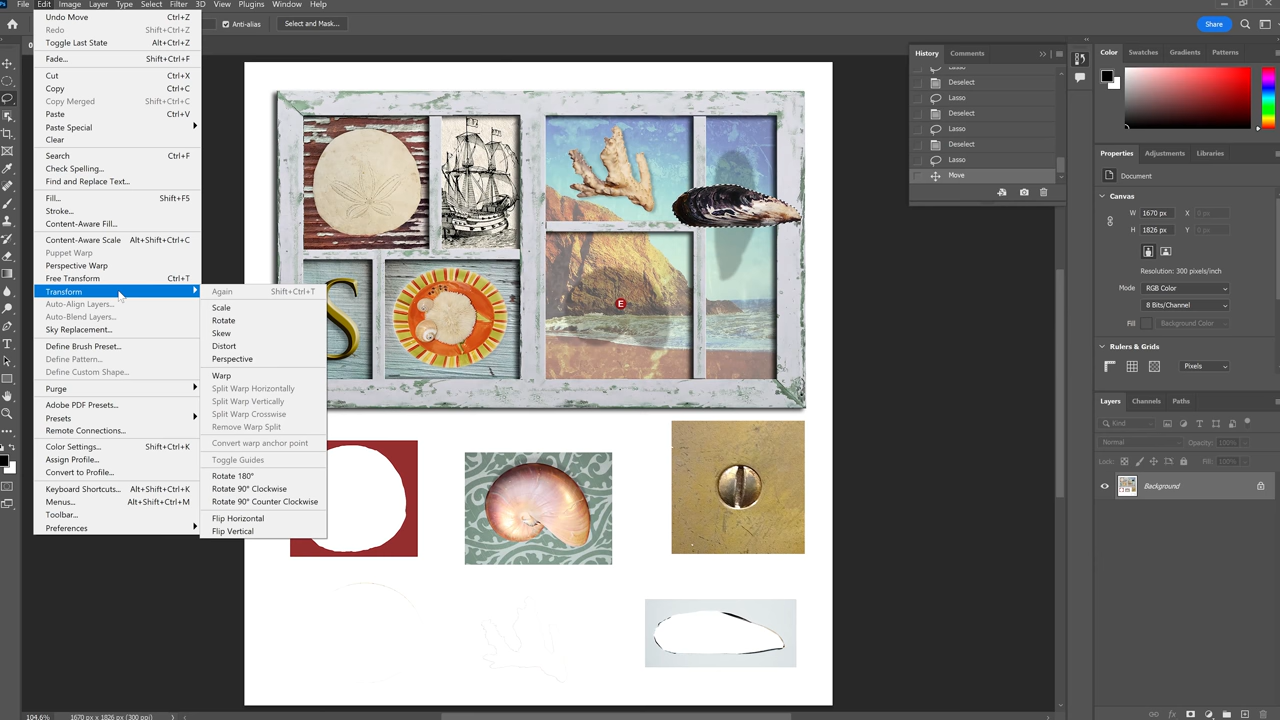 File Edit Image Layer Type Select Filter 3D View Plugins Window Help
Anti-alias Select and Mask...
Share
Undo Move Ctrl+Z
Redo Shift+Ctrl+Z
Toggle Last State Alt+Ctrl+Z
Fade... Shift+Ctrl+F
Cut Ctrl+X
Copy Ctrl+C
Copy Merged Shift+Ctrl+C
Paste Ctrl+V
Paste Special
Clear
Search Ctrl+F
Check Spelling...
Find and Replace Text...
Fill... Shift+F5
Stroke...
Content-Aware Fill...
Content-Aware Scale Alt+Shift+Ctrl+C
Puppet Warp
Perspective Warp
Free Transform Ctrl+T
Transform
Auto-Align Layers...
Auto-Blend Layers...
Sky Replacement...
Define Brush Preset...
Define Pattern...
Define Custom Shape...
Purge
Adobe PDF Presets...
Presets
Remote Connections...
Color Settings... Shift+Ctrl+K
Assign Profile...
Convert to Profile...
Keyboard Shortcuts... Alt+Shift+Ctrl+K
Menus... Alt+Shift+Ctrl+M
Toolbar...
Preferences
Again Shift+Ctrl+T
Scale
Rotate
Skew
Distort
Perspective
Warp
Split Warp Horizontally
Split Warp Vertically
Split Warp Crosswise
Remove Warp Split
Convert warp anchor point
Toggle Guides
Rotate 180°
Rotate 90° Clockwise
Rotate 90° Counter Clockwise
Flip Horizontal
Flip Vertical
S
E
History Comments
Lasso
Deselect
Lasso
Deselect
Lasso
Deselect
Lasso
Move
Color Swatches Gradients Patterns
Properties Adjustments Libraries
Document
Canvas
W 1670 px X 0 px
H 1826 px Y 0 px
Resolution: 300 pixels/inch
Mode RGB Color
8 Bits/Channel
Fill Background Color
Rulers & Grids
Pixels
Layers Channels Paths
Kind
Normal Opacity: 100%
Lock: Fill: 100%
Background
104.6% 1670 px x 1826 px (300 ppi)